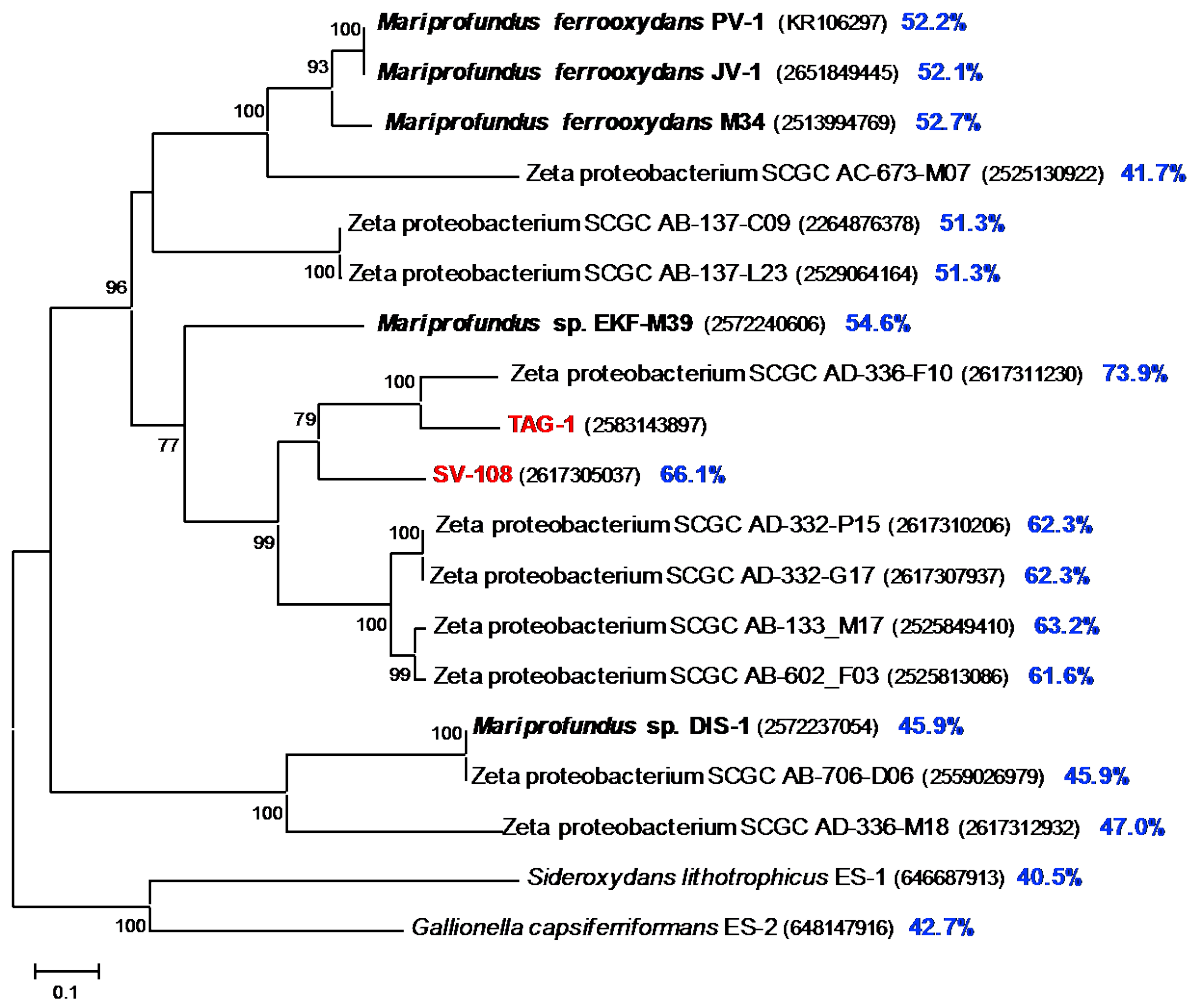 100
Mariprofundus ferrooxydans PV-1 (KR106297) 52.2%
93
Mariprofundus ferrooxydans JV-1 (2651849445) 52.1%
100
Mariprofundus ferrooxydans M34 (2513994769) 52.7%
Zeta proteobacterium SCGC AC-673-M07 (2525130922) 41.7%
Zeta proteobacterium SCGC AB-137-C09 (2264876378) 51.3%
100
Zeta proteobacterium SCGC AB-137-L23 (2529064164) 51.3%
96
Mariprofundus sp. EKF-M39 (2572240606) 54.6%
Zeta proteobacterium SCGC AD-336-F10 (2617311230) 73.9%
100
79
TAG-1 (2583143897)
77
SV-108 (2617305037) 66.1%
Zeta proteobacterium SCGC AD-332-P15 (2617310206) 62.3%
100
99
Zeta proteobacterium SCGC AD-332-G17 (2617307937) 62.3%
100
Zeta proteobacterium SCGC AB-133_M17 (2525849410) 63.2%
99
Zeta proteobacterium SCGC AB-602_F03 (2525813086) 61.6%
Mariprofundus sp. DIS-1 (2572237054) 45.9%
100
Zeta proteobacterium SCGC AB-706-D06 (2559026979) 45.9%
100
Zeta proteobacterium SCGC AD-336-M18 (2617312932) 47.0%
Sideroxydans lithotrophicus ES-1 (646687913) 40.5%
100
Gallionella capsiferriformans ES-2 (648147916) 42.7%
0.1